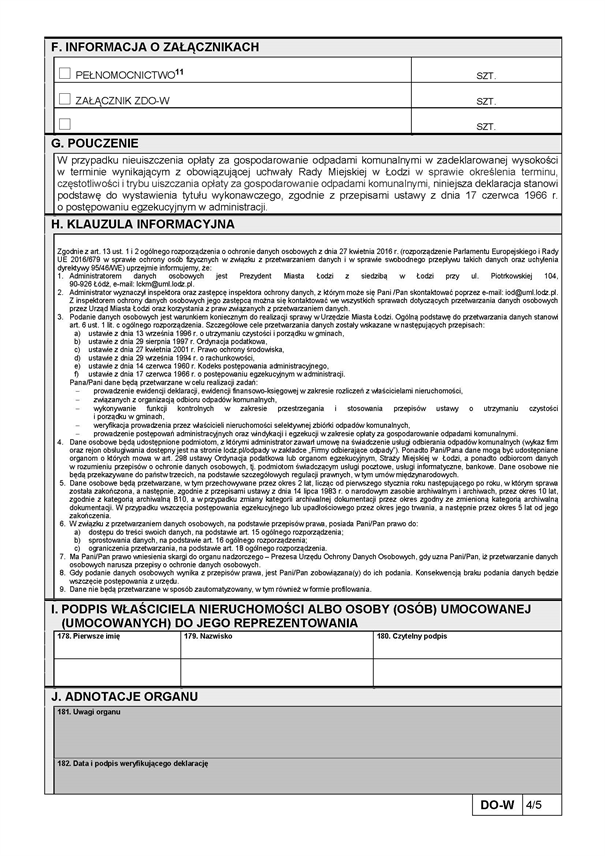 F. INFORMACJA O ZAŁĄCZNIKACH
PEŁNOMOCNICTWO11 SZT.
ZAŁĄCZNIK ZDO-W SZT.
SZT.
G. POUCZENIE
W przypadku nieuiszczenia opłaty za gospodarowanie odpadami komunalnymi w zadeklarowanej wysokości
w terminie wynikającym z obowiązującej uchwały Rady Miejskiej w Łodzi w sprawie określenia terminu,
częstotliwości i trybu uiszczania opłaty za gospodarowanie odpadami komunalnymi, niniejsza deklaracja stanowi
podstawę do wystawienia tytułu wykonawczego, zgodnie z przepisami ustawy z dnia 17 czerwca 1966 r.
o postępowaniu egzekucyjnym w administracji.
H. KLAUZULA INFORMACYJNA
Zgodnie z art. 13 ust. 1 i 2 ogólnego rozporządzenia o ochronie danych osobowych z dnia 27 kwietnia 2016 r. (rozporządzenie Parlamentu Europejskiego i Rady
UE 2016/679 w sprawie ochrony osób fizycznych w związku z przetwarzaniem danych i w sprawie swobodnego przepływu takich danych oraz uchylenia
dyrektywy 95/46/WE) uprzejmie informujemy, że:
1. Administratorem danych osobowych jest Prezydent Miasta Łodzi z siedzibą w Łodzi przy ul. Piotrkowskiej 104,
90-926 Łódź, e-mail: lckm@uml.lodz.pl.
2. Administrator wyznaczył inspektora oraz zastępcę inspektora ochrony danych, z którym może się Pani /Pan skontaktować poprzez e-mail: iod@uml.lodz.pl.
Z inspektorem ochrony danych osobowych jego zastępcą można się kontaktować we wszystkich sprawach dotyczących przetwarzania danych osobowych
przez Urząd Miasta Łodzi oraz korzystania z praw związanych z przetwarzaniem danych.
3. Podanie danych osobowych jest warunkiem koniecznym do realizacji sprawy w Urzędzie Miasta Łodzi. Ogólną podstawę do przetwarzania danych stanowi
art. 6 ust. 1 lit. c ogólnego rozporządzenia. Szczegółowe cele przetwarzania danych zostały wskazane w następujących przepisach:
a) ustawie z dnia 13 września 1996 r. o utrzymaniu czystości i porządku w gminach,
b) ustawie z dnia 29 sierpnia 1997 r. Ordynacja podatkowa,
c) ustawie z dnia 27 kwietnia 2001 r. Prawo ochrony środowiska,
d) ustawie z dnia 29 września 1994 r. o rachunkowości,
e) ustawie z dnia 14 czerwca 1960 r. Kodeks postępowania administracyjnego,
f) ustawie z dnia 17 czerwca 1966 r. o postępowaniu egzekucyjnym w administracji.
Pana/Pani dane będą przetwarzane w celu realizacji zadań:
– prowadzenie ewidencji deklaracji, ewidencji finansowo-księgowej w zakresie rozliczeń z właścicielami nieruchomości,
– związanych z organizacją odbioru odpadów komunalnych,
– wykonywanie funkcji kontrolnych w zakresie przestrzegania i stosowania przepisów ustawy o utrzymaniu czystości
i porządku w gminach,
– weryfikacja prowadzenia przez właścicieli nieruchomości selektywnej zbiórki odpadów komunalnych,
– prowadzenie postępowań administracyjnych oraz windykacji i egzekucji w zakresie opłaty za gospodarowanie odpadami komunalnymi.
4. Dane osobowe będą udostępnione podmiotom, z którymi administrator zawarł umowę na świadczenie usługi odbierania odpadów komunalnych (wykaz firm
oraz rejon obsługiwania dostępny jest na stronie lodz.pl/odpady w zakładce „Firmy odbierające odpady”). Ponadto Pani/Pana dane mogą być udostępniane
organom o których mowa w art. 298 ustawy Ordynacja podatkowa lub organom egzekucyjnym, Straży Miejskiej w Łodzi, a ponadto odbiorcom danych
w rozumieniu przepisów o ochronie danych osobowych, tj. podmiotom świadczącym usługi pocztowe, usługi informatyczne, bankowe. Dane osobowe nie
będą przekazywane do państw trzecich, na podstawie szczególnych regulacji prawnych, w tym umów międzynarodowych.
5. Dane osobowe będą przetwarzane, w tym przechowywane przez okres 2 lat, licząc od pierwszego stycznia roku następującego po roku, w którym sprawa
została zakończona, a następnie, zgodnie z przepisami ustawy z dnia 14 lipca 1983 r. o narodowym zasobie archiwalnym i archiwach, przez okres 10 lat,
zgodnie z kategorią archiwalną B10, a w przypadku zmiany kategorii archiwalnej dokumentacji przez okres zgodny ze zmienioną kategorią archiwalną
dokumentacji. W przypadku wszczęcia postępowania egzekucyjnego lub upadłościowego przez okres jego trwania, a następnie przez okres 5 lat od jego
zakończenia.
6. W związku z przetwarzaniem danych osobowych, na podstawie przepisów prawa, posiada Pani/Pan prawo do:
a) dostępu do treści swoich danych, na podstawie art. 15 ogólnego rozporządzenia;
b) sprostowania danych, na podstawie art. 16 ogólnego rozporządzenia;
c) ograniczenia przetwarzania, na podstawie art. 18 ogólnego rozporządzenia.
7. Ma Pani/Pan prawo wniesienia skargi do organu nadzorczego – Prezesa Urzędu Ochrony Danych Osobowych, gdy uzna Pani/Pan, iż przetwarzanie danych
osobowych narusza przepisy o ochronie danych osobowych.
8. Gdy podanie danych osobowych wynika z przepisów prawa, jest Pani/Pan zobowiązana(y) do ich podania. Konsekwencją braku podania danych będzie
wszczęcie postępowania z urzędu.
9. Dane nie będą przetwarzane w sposób zautomatyzowany, w tym również w formie profilowania.
I. PODPIS WŁAŚCICIELA NIERUCHOMOŚCI ALBO OSOBY (OSÓB) UMOCOWANEJ
(UMOCOWANYCH) DO JEGO REPREZENTOWANIA
178. Pierwsze imię 179. Nazwisko 180. Czytelny podpis
J. ADNOTACJE ORGANU
181. Uwagi organu
182. Data i podpis weryfikującego deklarację
DO-W 4/5